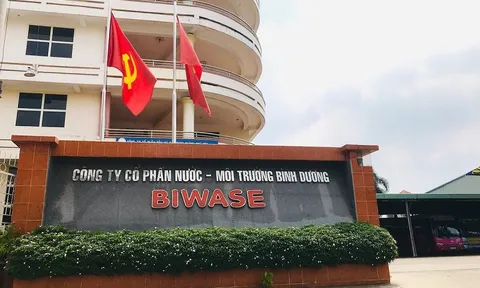 CÔNG TY CỔ PHẦN NƯỚC - MÔI TRƯỜNG BÌNH DƯƠNG
BIWASE